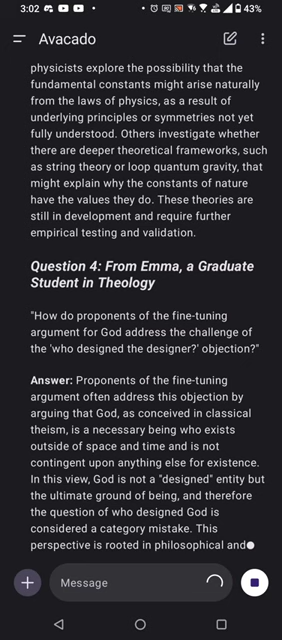 3:02
43%
Avacado
physicists explore the possibility that the
fundamental constants might arise naturally
from the laws of physics, as a result of
underlying principles or symmetries not yet
fully understood. Others investigate whether
there are deeper theoretical frameworks, such
as string theory or loop quantum gravity, that
might explain why the constants of nature
have the values they do. These theories are
still in development and require further
empirical testing and validation.
Question 4: From Emma, a Graduate
Student in Theology
"How do proponents of the fine-tuning
argument for God address the challenge of
the 'who designed the designer?' objection?"
Answer: Proponents of the fine-tuning
argument often address this objection by
arguing that God, as conceived in classical
theism, is a necessary being who exists
outside of space and time and is not
contingent upon anything else for existence.
In this view, God is not a "designed" entity but
the ultimate ground of being, and therefore
the question of who designed God is
considered a category mistake. This
perspective is rooted in philosophical and
Message